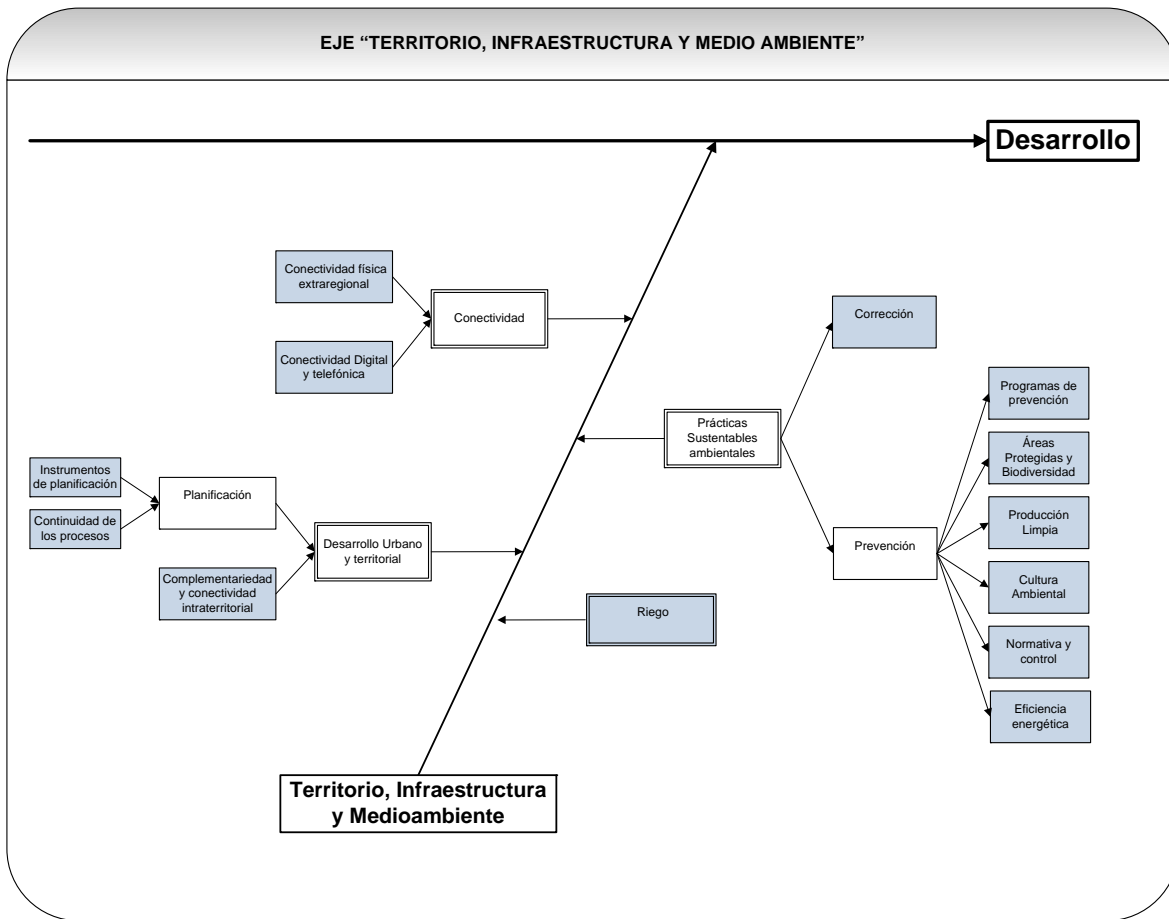 EJE “TERRITORIO, INFRAESTRUCTURA Y MEDIO AMBIENTE”
Desarrollo
Conectividad física
extraregional
Conectividad
Conectividad Digital
y telefónica
Corrección
Programas de
prevención
Prácticas
Sustentables
ambientales
Áreas
Protegidas y
Biodiversidad
Instrumentos
de planificación
Planificación
Continuidad de
los procesos
Producción
Limpia
Desarrollo Urbano
y territorial
Prevención
Complementariedad
y conectividad
intraterritorial
Cultura
Ambiental
Riego
Normativa y
control
Eficiencia
energética
Territorio, Infraestructura
y Medioambiente